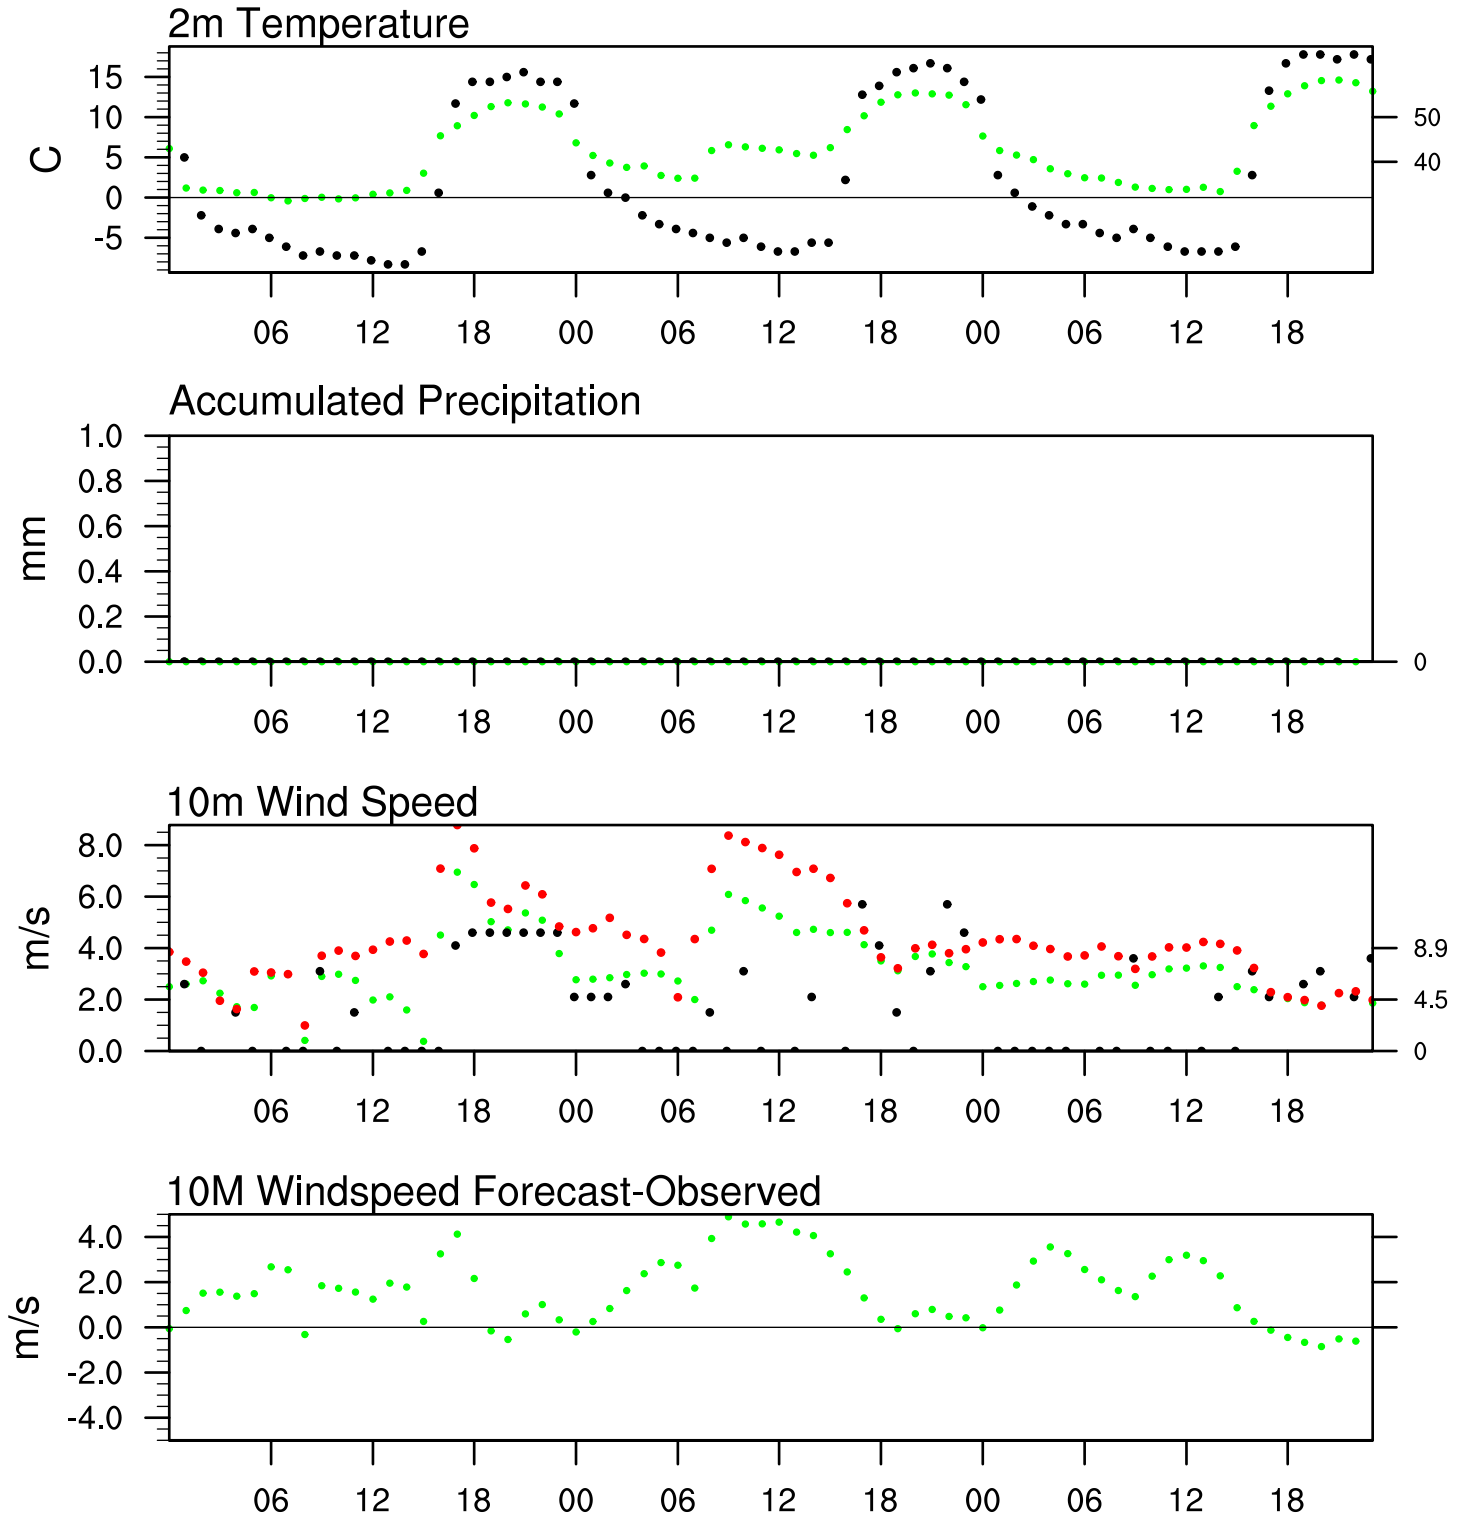 2m Temperature
15
10
5
0
-5
C
50
40
06 12 18 00 06 12 18 00 06 12 18
Accumulated Precipitation
1.0
0.8
0.6
0.4
0.2
0.0
mm
0
06 12 18 00 06 12 18 00 06 12 18
10m Wind Speed
8.0
6.0
4.0
2.0
0.0
m/s
8.9
4.5
0
06 12 18 00 06 12 18 00 06 12 18
10M Windspeed Forecast-Observed
4.0
2.0
0.0
-2.0
-4.0
m/s
06 12 18 00 06 12 18 00 06 12 18